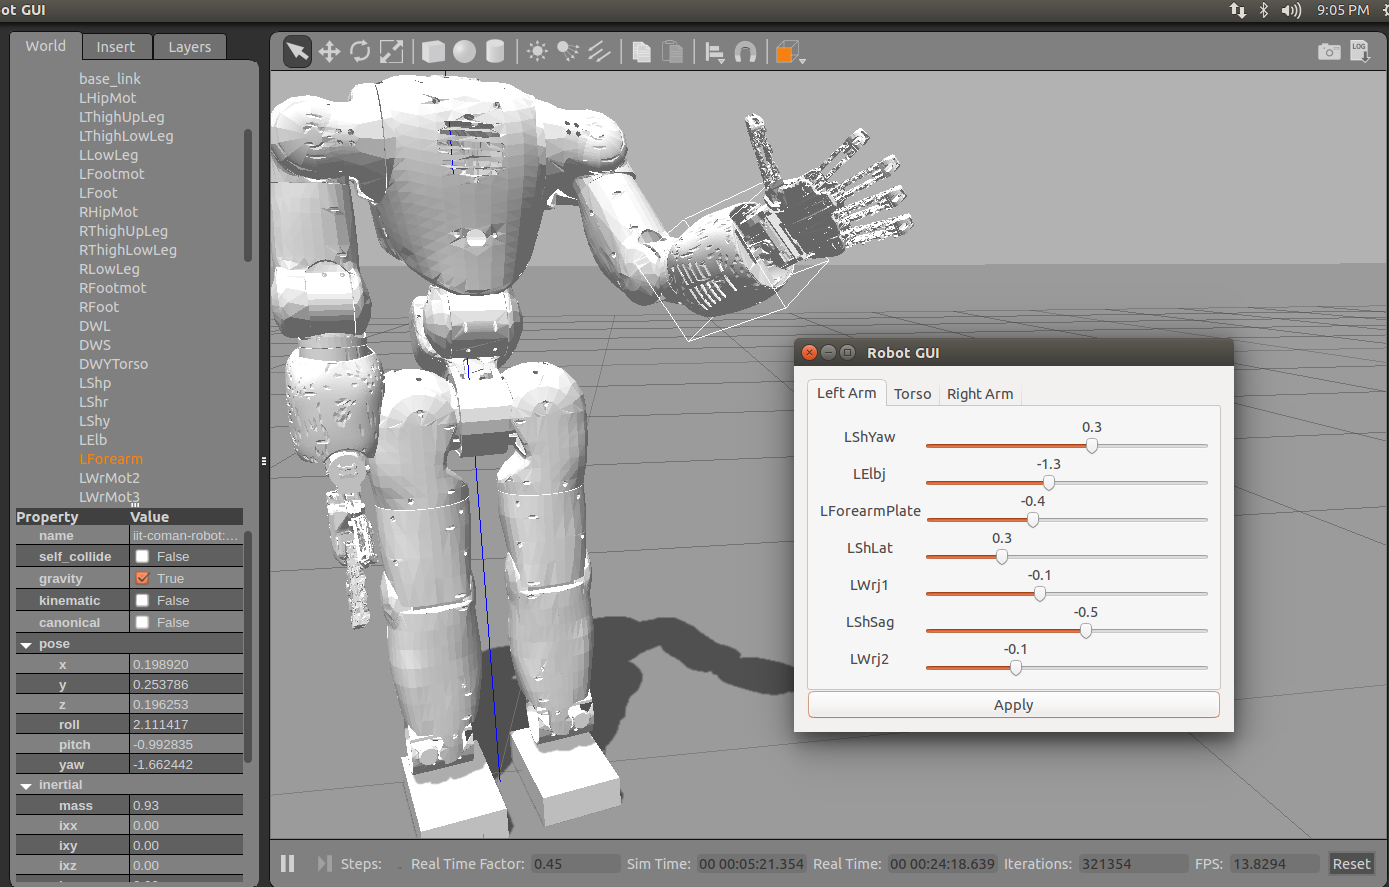 ot GUI
9:05 PM
World Insert Layers
LOG
base_link
LHipMot
LThighUpLeg
LThighLowLeg
LLowLeg
LFootmot
LFoot
RHipMot
RThighUpLeg
RThighLowLeg
RLowLeg
RFootmot
RFoot
DWL
DWS
DWYTorso
LShp
LShr
LShy
LElb
LForearm
LWrMot2
LWrMot3
Property Value
name iit-coman-robot:...
self_collide False
gravity True
kinematic False
canonical False
pose
x 0.198920
y 0.253786
z 0.196253
roll 2.111417
pitch -0.992835
yaw -1.662442
inertial
mass 0.93
ixx 0.00
ixy 0.00
ixz 0.00
Robot GUI
Left Arm Torso Right Arm
LShYaw 0.3
LElbj -1.3
LForearmPlate -0.4
LShLat 0.3
LWrj1 -0.1
LShSag -0.5
LWrj2 -0.1
Apply
Steps: Real Time Factor: 0.45 Sim Time: 00 00:05:21.354 Real Time: 00 00:24:18.639 Iterations: 321354 FPS: 13.8294 Reset